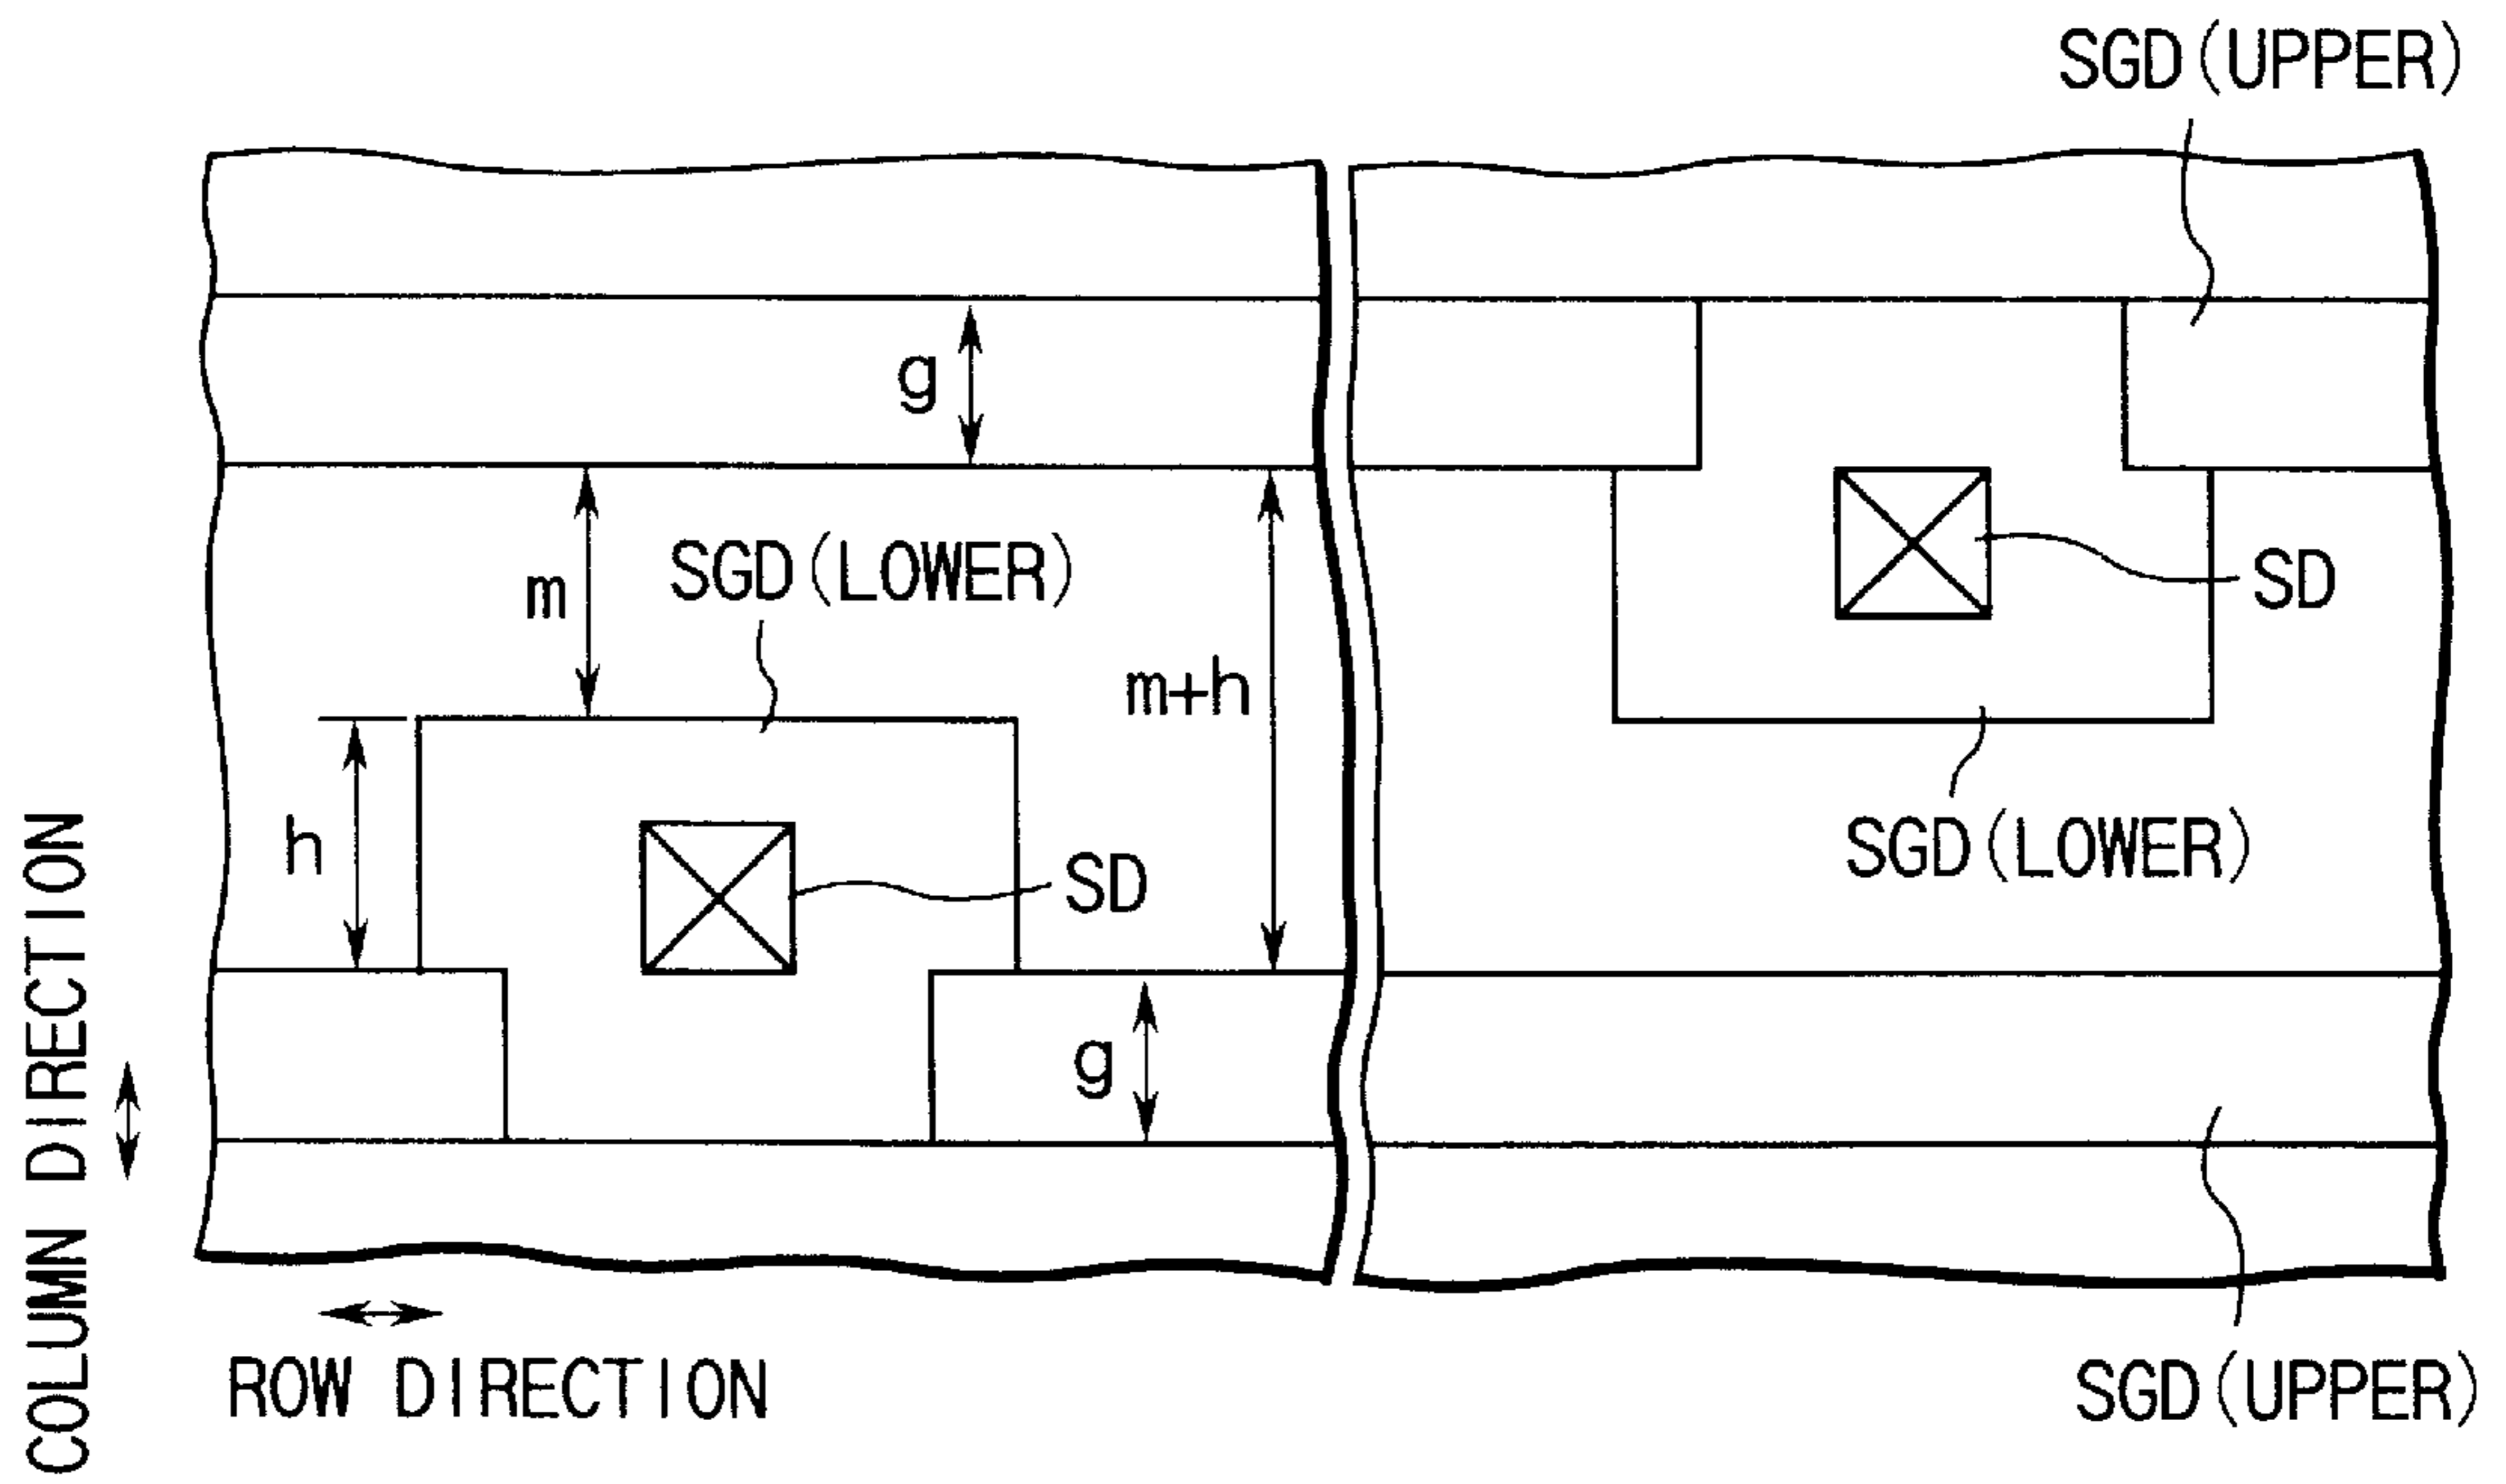 SGD(UPPER)
g
SGD(LOWER)
m
SD
m+h
h
SGD(LOWER)
SD
g
COLUMN DIRECTION
ROW DIRECTION
SGD(UPPER)